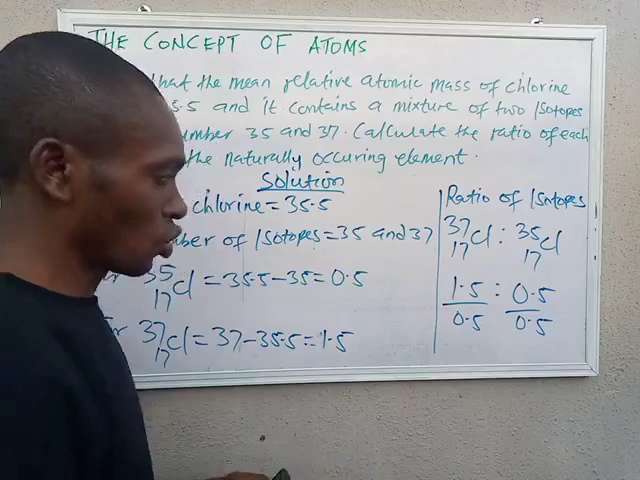 THE CONCEPT OF ATOMS
that the mean relative atomic mass of chlorine
5.5 and it contains a mixture of two Isotopes
number 35 and 37. Calculate the ratio of each
the naturally occuring element.
Solution
chlorine = 35.5
ber of Isotopes = 35 and 37
35 17 Cl = 35.5 - 35 = 0.5
37 17 Cl = 37 - 35.5 = 1.5
Ratio of Isotopes
37 17 Cl : 35 17 Cl
1.5 : 0.5
0.5 0.5